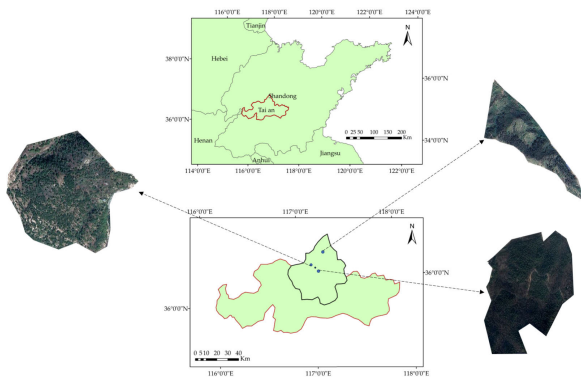 116°0'0"E 118°0'0"E 120°0'0"E 122°0'0"E 124°0'0"E
Tianjin
N
Hebei
38°0'0"N
36°0'0"N
Shandong
Tai an
36°0'0"N
Henan
34°0'0"N
0 25 50 100 150 200
Km
Anhui
Jiangsu
114°0'0"E 116°0'0"E 118°0'0"E 120°0'0"E 122°0'0"E
116°0'0"E 117°0'0"E 118°0'0"E
N
36°0'0"N
36°0'0"N
0 5 10 20 30 40
Km
116°0'0"E 117°0'0"E 118°0'0"E